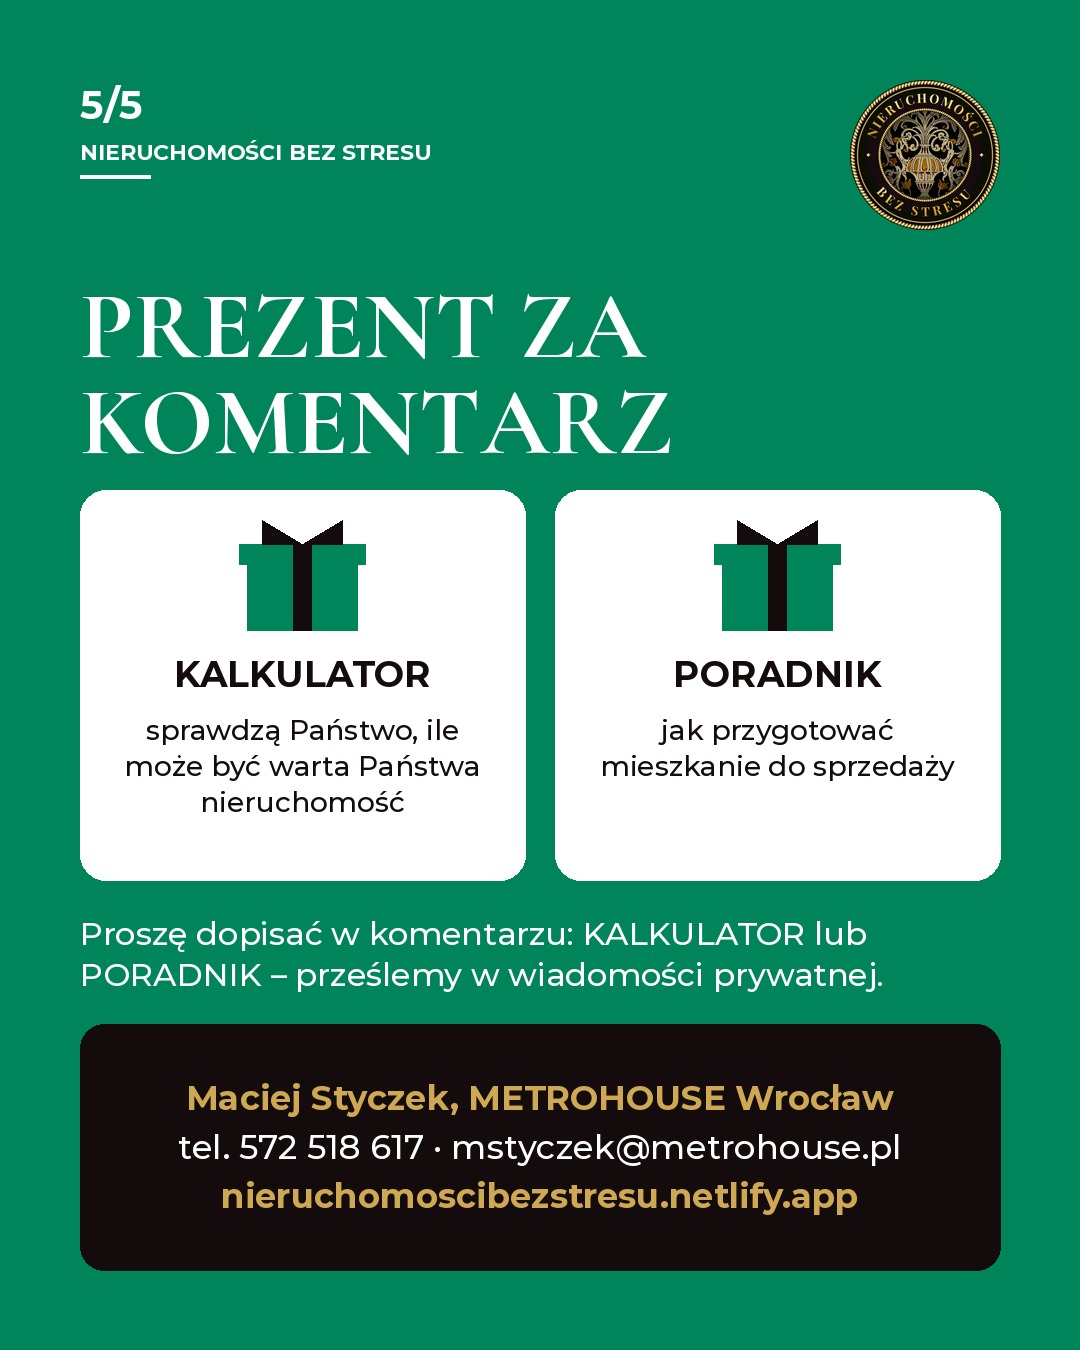 5/5
NIERUCHOMOŚCI BEZ STRESU
NIERUCHOMOŚCI
BEZ STRESU
PREZENT ZA
KOMENTARZ
KALKULATOR
sprawdzą Państwo, ile
może być warta Państwa
nieruchomość
PORADNIK
jak przygotować
mieszkanie do sprzedaży
Proszę dopisać w komentarzu: KALKULATOR lub
PORADNIK – prześlemy w wiadomości prywatnej.
Maciej Styczek, METROHOUSE Wrocław
tel. 572 518 617 · mstyczek@metrohouse.pl
nieruchomoscibezstresu.netlify.app